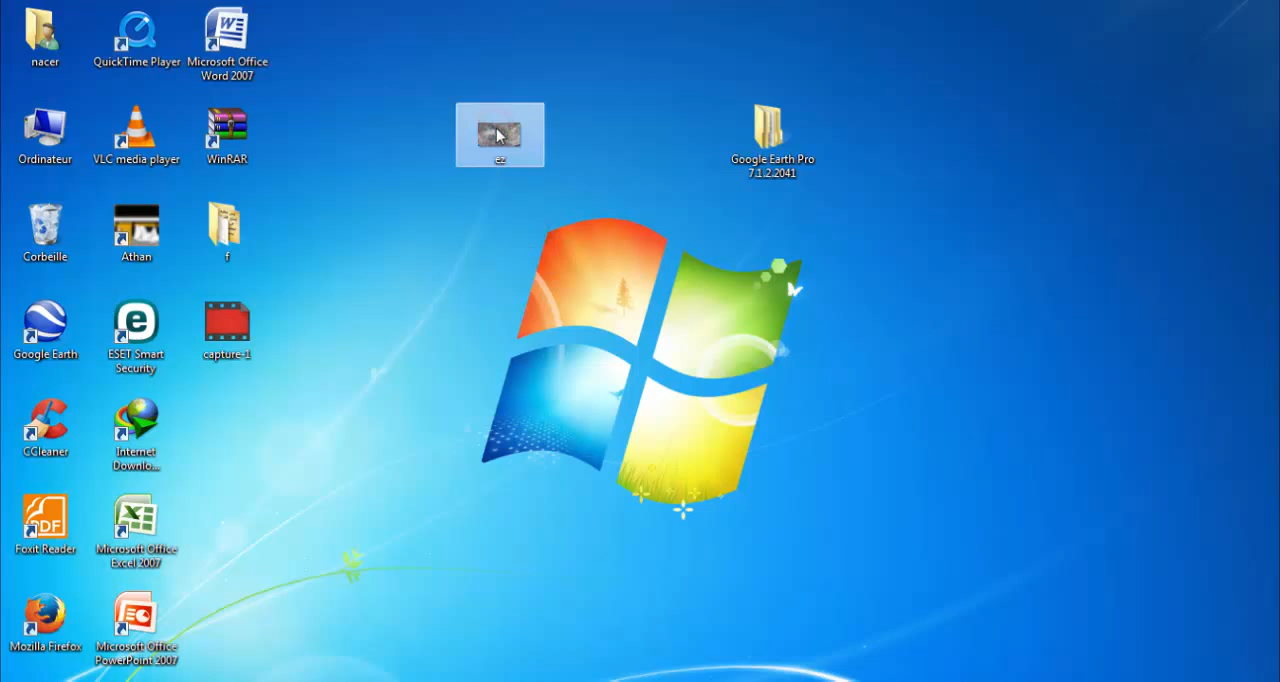 nacer
QuickTime Player
Microsoft Office
Word 2007
Ordinateur
VLC media player
WinRAR
ez
Google Earth Pro
7.1.2.2041
Corbeille
Athan
f
Google Earth
ESET Smart
Security
capture-1
CCleaner
Internet
Downlo...
Foxit Reader
Microsoft Office
Excel 2007
Mozilla Firefox
Microsoft Office
PowerPoint 2007